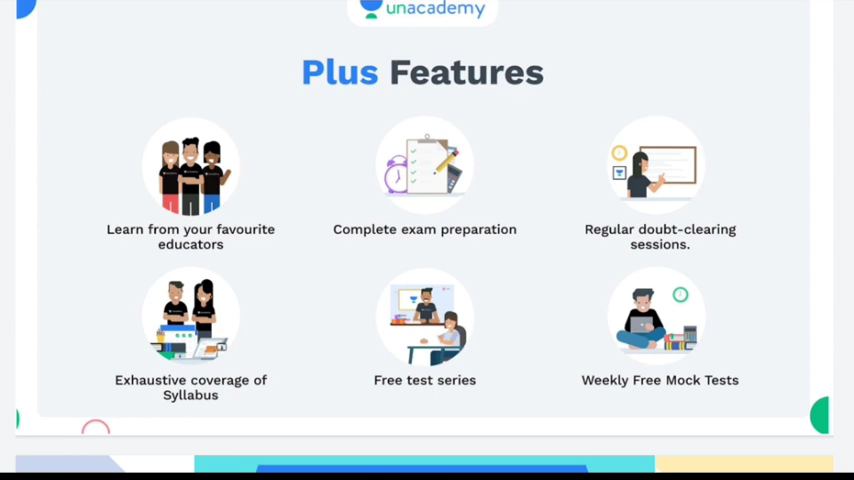 unacademy
Plus Features
Learn from your favourite
educators
Complete exam preparation
Regular doubt-clearing
sessions.
Exhaustive coverage of
Syllabus
Free test series
Weekly Free Mock Tests